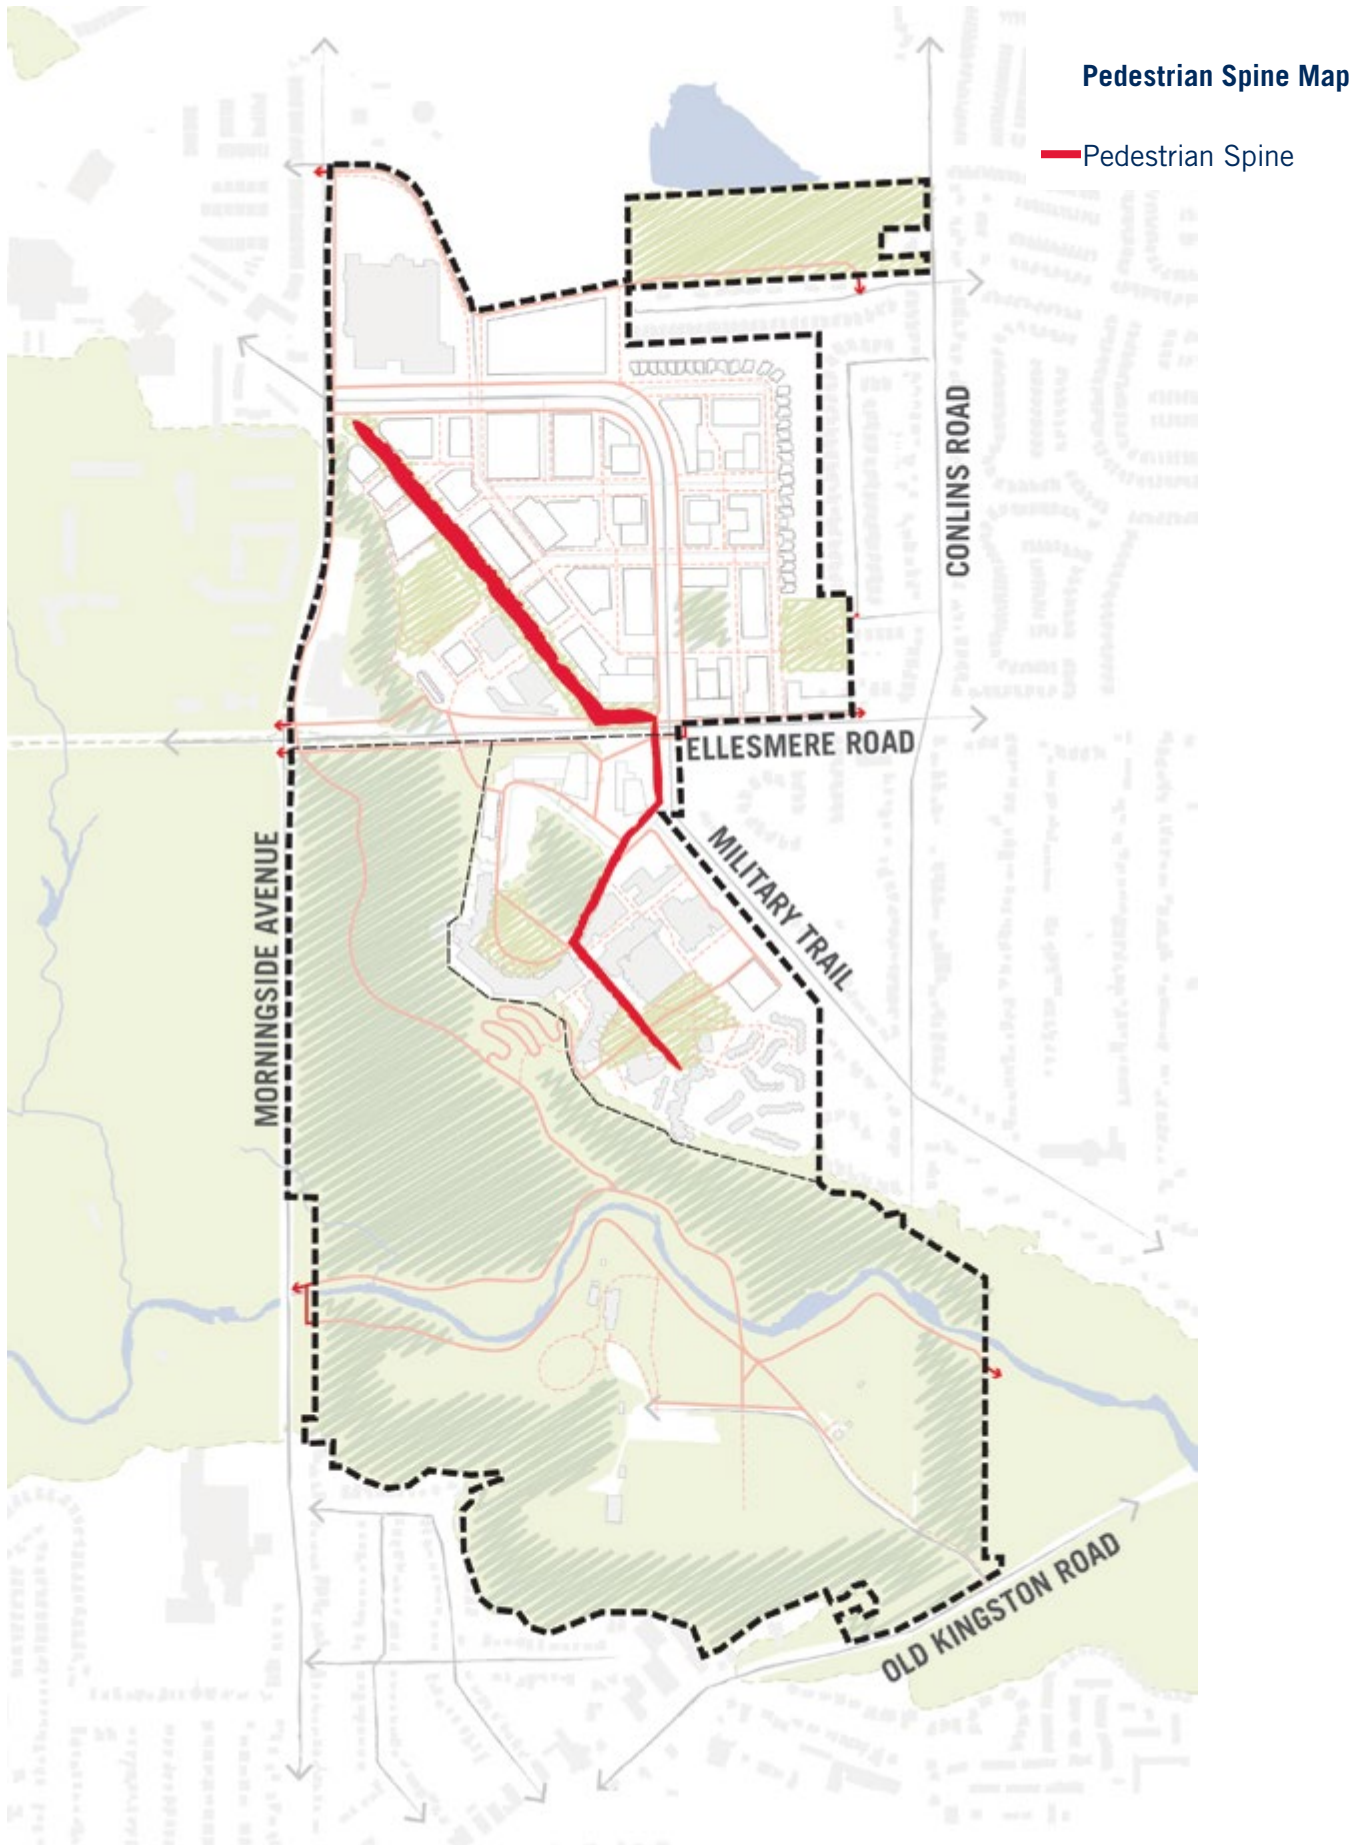 Pedestrian Spine Map
Pedestrian Spine
CONLINS ROAD
ELLESMERE ROAD
MILITARY TRAIL
MORNINGSIDE AVENUE
OLD KINGSTON ROAD